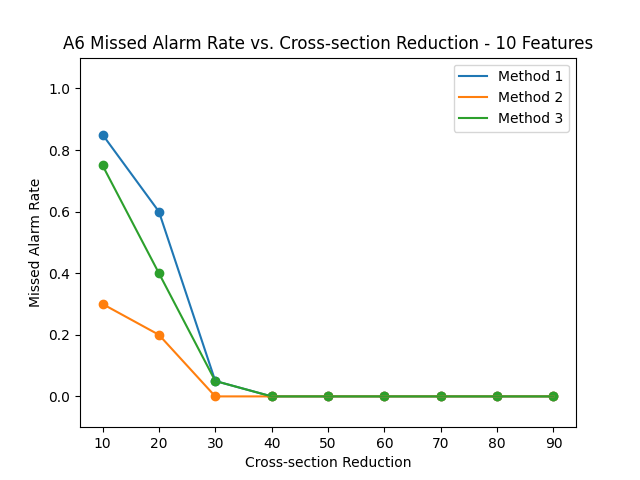 A6 Missed Alarm Rate vs. Cross-section Reduction - 10 Features
Method 1
Method 2
Method 3
Missed Alarm Rate
1.0
0.8
0.6
0.4
0.2
0.0
10 20 30 40 50 60 70 80 90
Cross-section Reduction